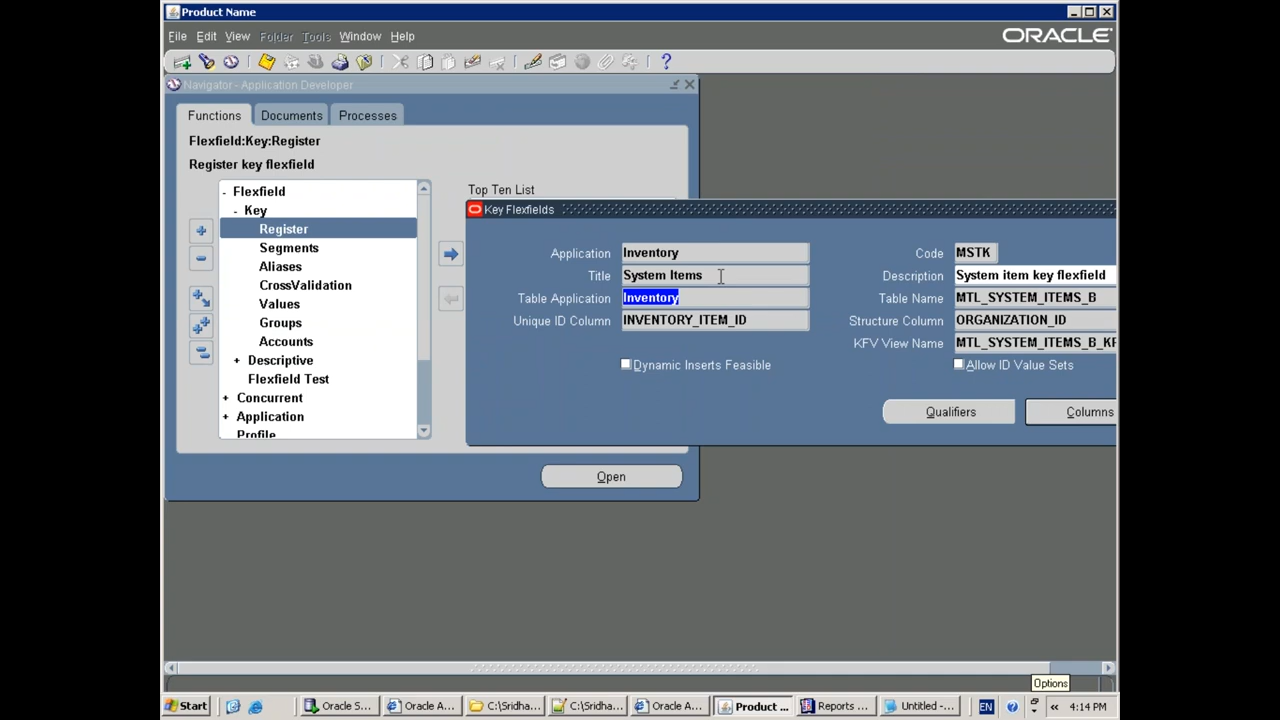 Product Name
File Edit View Folder Tools Window Help
ORACLE
Navigator - Application Developer
Functions Documents Processes
Flexfield:Key:Register
Register key flexfield
Top Ten List
- Flexfield
- Key
Register
Segments
Aliases
CrossValidation
Values
Groups
Accounts
+ Descriptive
Flexfield Test
+ Concurrent
+ Application
Profile
Open
Key Flexfields
Application Inventory Code MSTK
Title System Items Description System item key flexfield
Table Application Inventory Table Name MTL_SYSTEM_ITEMS_B
Unique ID Column INVENTORY_ITEM_ID Structure Column ORGANIZATION_ID
KFV View Name MTL_SYSTEM_ITEMS_B_KF
Dynamic Inserts Feasible Allow ID Value Sets
Qualifiers Columns
Options
Start Oracle S... Oracle A... C:\Sridha... C:\Sridha... Oracle A... Product ... Reports ... Untitled -... EN 4:14 PM